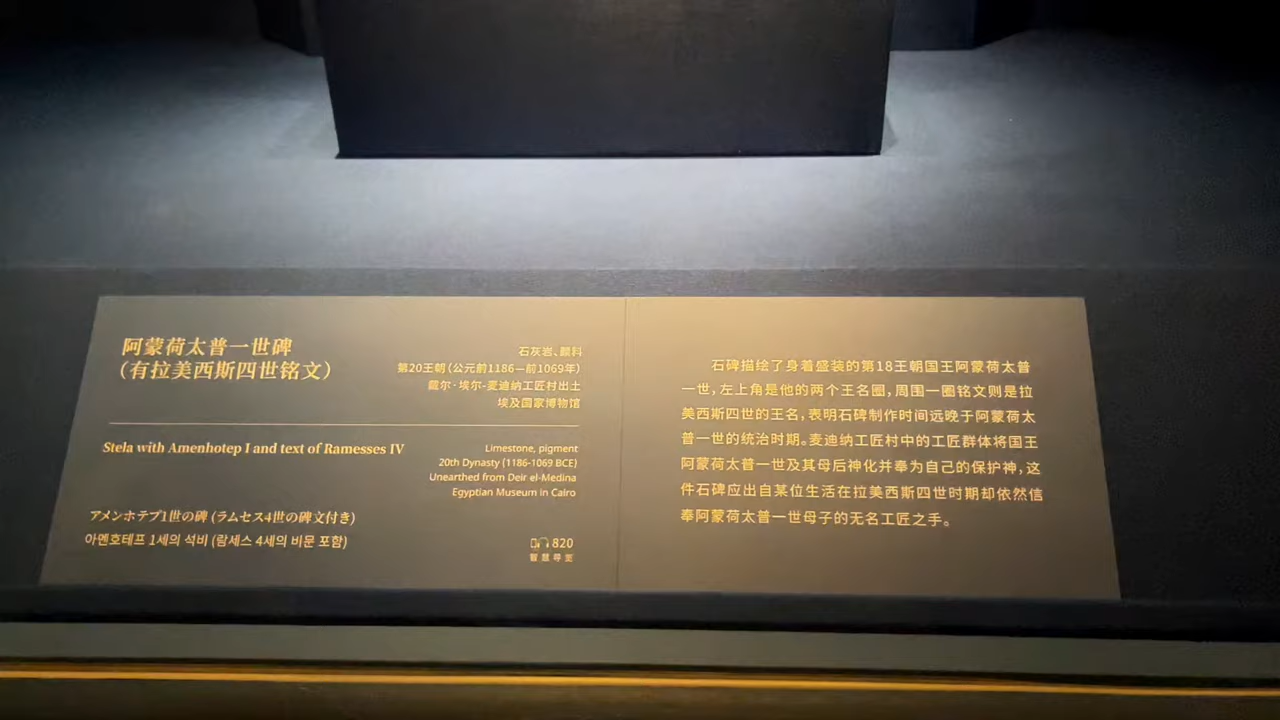 阿蒙荷太普一世碑
（有拉美西斯四世铭文）
石灰岩、颜料
第20王朝（公元前1186—前1069年）
戴尔·埃尔-麦迪纳工匠村出土
埃及国家博物馆
Stela with Amenhotep I and text of Ramesses IV
Limestone, pigment
20th Dynasty (1186-1069 BCE)
Unearthed from Deir el-Medina
Egyptian Museum in Cairo
アメンホテプ1世の碑 (ラムセス4世の碑文付き)
아멘호테프 1세의 석비 (람세스 4세의 비문 포함)
820
智慧导览
石碑描绘了身着盛装的第18王朝国王阿蒙荷太普
一世，左上角是他的两个王名圈，周围一圈铭文则是拉
美西斯四世的王名，表明石碑制作时间远晚于阿蒙荷太
普一世的统治时期。麦迪纳工匠村中的工匠群体将国王
阿蒙荷太普一世及其母后神化并奉为自己的保护神，这
件石碑应出自某位生活在拉美西斯四世时期却依然信
奉阿蒙荷太普一世母子的无名工匠之手。